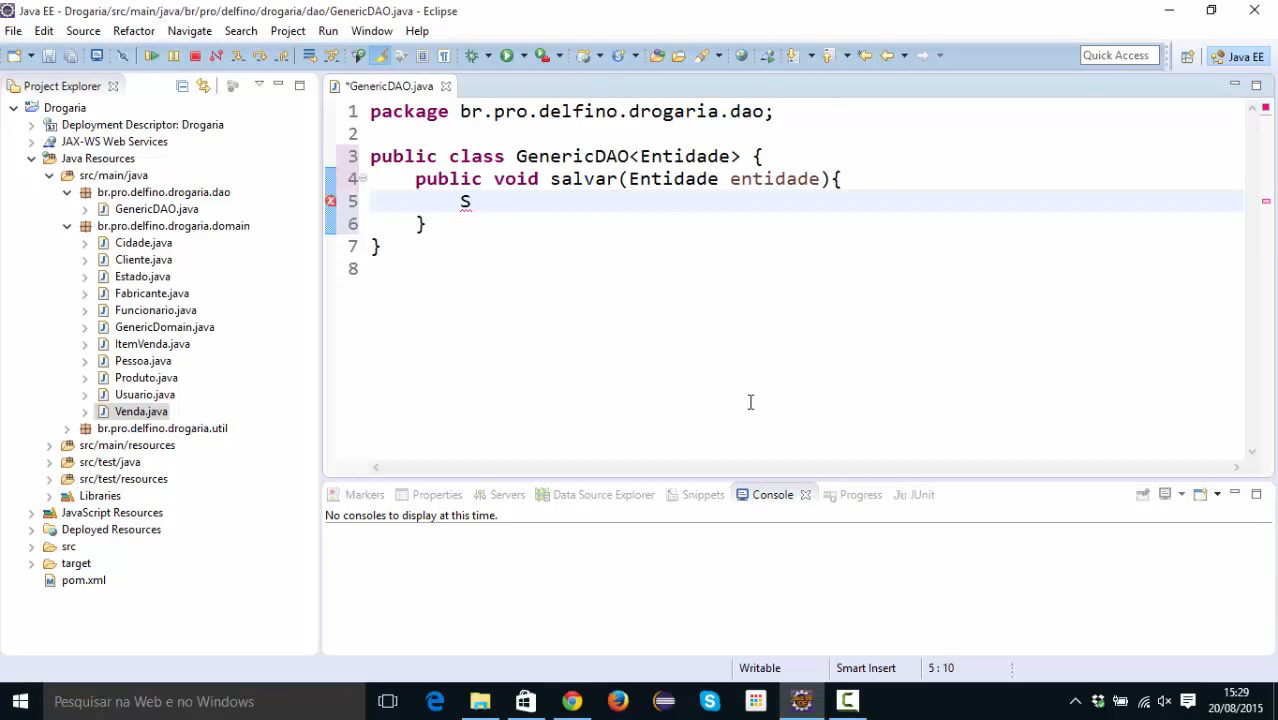 Java EE - Drogaria/src/main/java/br/pro/delfino/drogaria/dao/GenericDAO.java - Eclipse
File Edit Source Refactor Navigate Search Project Run Window Help
Quick Access Java EE
Project Explorer
Drogaria
Deployment Descriptor: Drogaria
JAX-WS Web Services
Java Resources
src/main/java
br.pro.delfino.drogaria.dao
GenericDAO.java
br.pro.delfino.drogaria.domain
Cidade.java
Cliente.java
Estado.java
Fabricante.java
Funcionario.java
GenericDomain.java
ItemVenda.java
Pessoa.java
Produto.java
Usuario.java
Venda.java
br.pro.delfino.drogaria.util
src/main/resources
src/test/java
src/test/resources
Libraries
JavaScript Resources
Deployed Resources
src
target
pom.xml
*GenericDAO.java
1 package br.pro.delfino.drogaria.dao;
2
3 public class GenericDAO<Entidade> {
4 public void salvar(Entidade entidade){
5 S
6 }
7 }
8
Markers Properties Servers Data Source Explorer Snippets Console Progress JUnit
No consoles to display at this time.
Writable Smart Insert 5 : 10
Pesquisar na Web e no Windows
15:29
20/08/2015